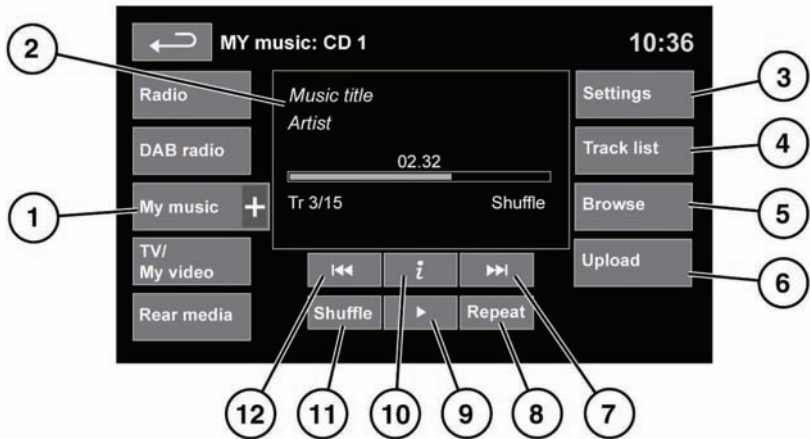 MY music: CD 1
10:36
Radio
DAB radio
My music +
TV/
My video
Rear media
Music title
Artist
02.32
Tr 3/15 Shuffle
i
Shuffle
Repeat
Settings
Track list
Browse
Upload
1
2
3
4
5
6
7
8
9
10
11
12